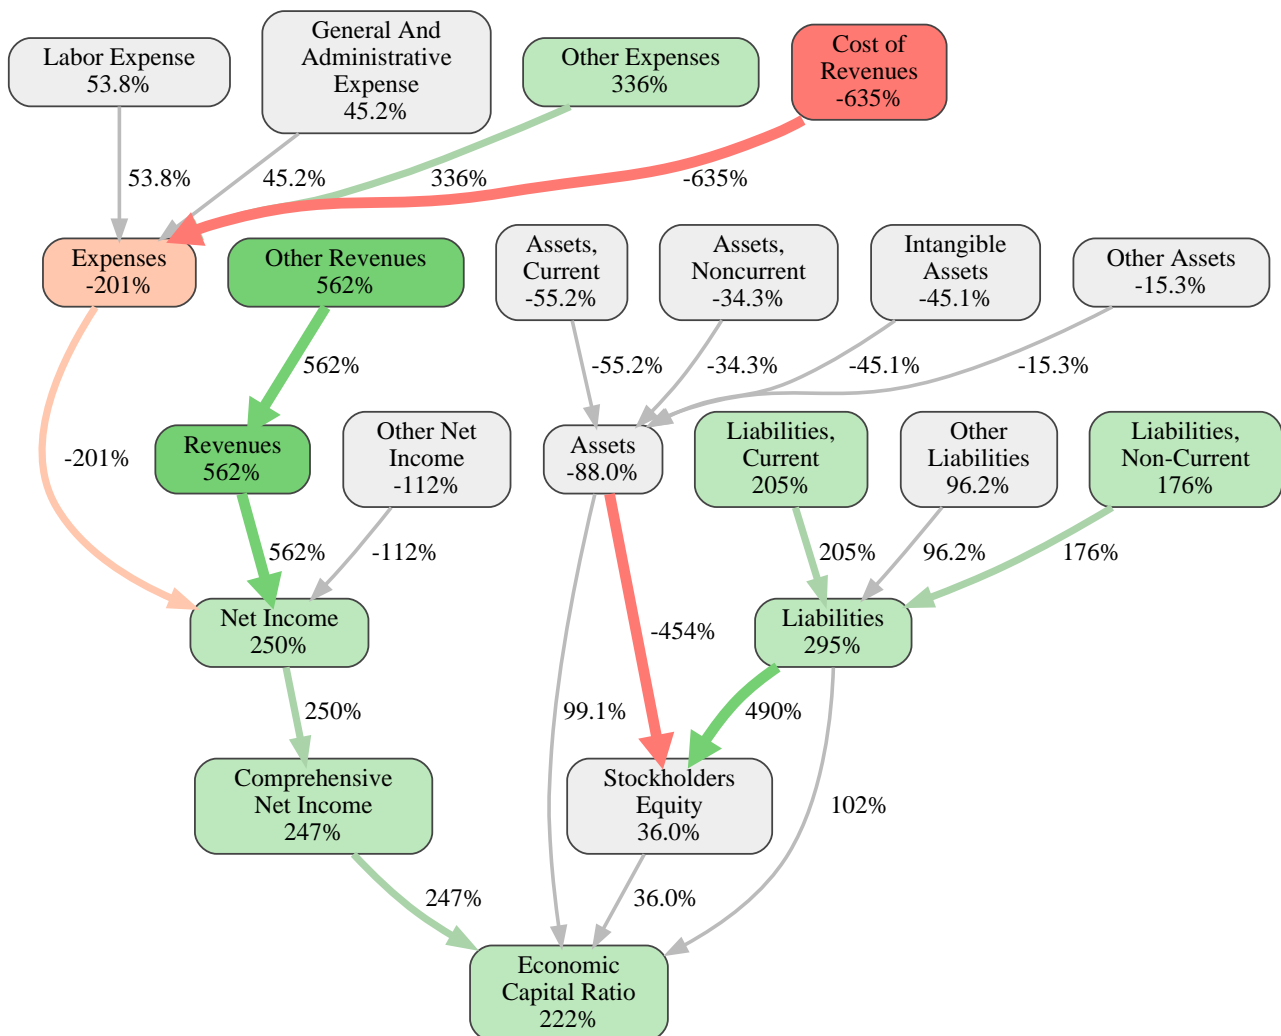 Labor Expense
53.8%
General And
Administrative
Expense
45.2%
Other Expenses
336%
Cost of
Revenues
-635%
53.8%
45.2%
336%
-635%
Expenses
-201%
Other Revenues
562%
Assets,
Current
-55.2%
Assets,
Noncurrent
-34.3%
Intangible
Assets
-45.1%
Other Assets
-15.3%
562%
-55.2%
-34.3%
-45.1%
-15.3%
-201%
Revenues
562%
Other Net
Income
-112%
Assets
-88.0%
Liabilities,
Current
205%
Other
Liabilities
96.2%
Liabilities,
Non-Current
176%
562%
-112%
205%
96.2%
176%
Net Income
250%
-454%
Liabilities
295%
250%
99.1%
490%
102%
Comprehensive
Net Income
247%
Stockholders
Equity
36.0%
247%
36.0%
Economic
Capital Ratio
222%